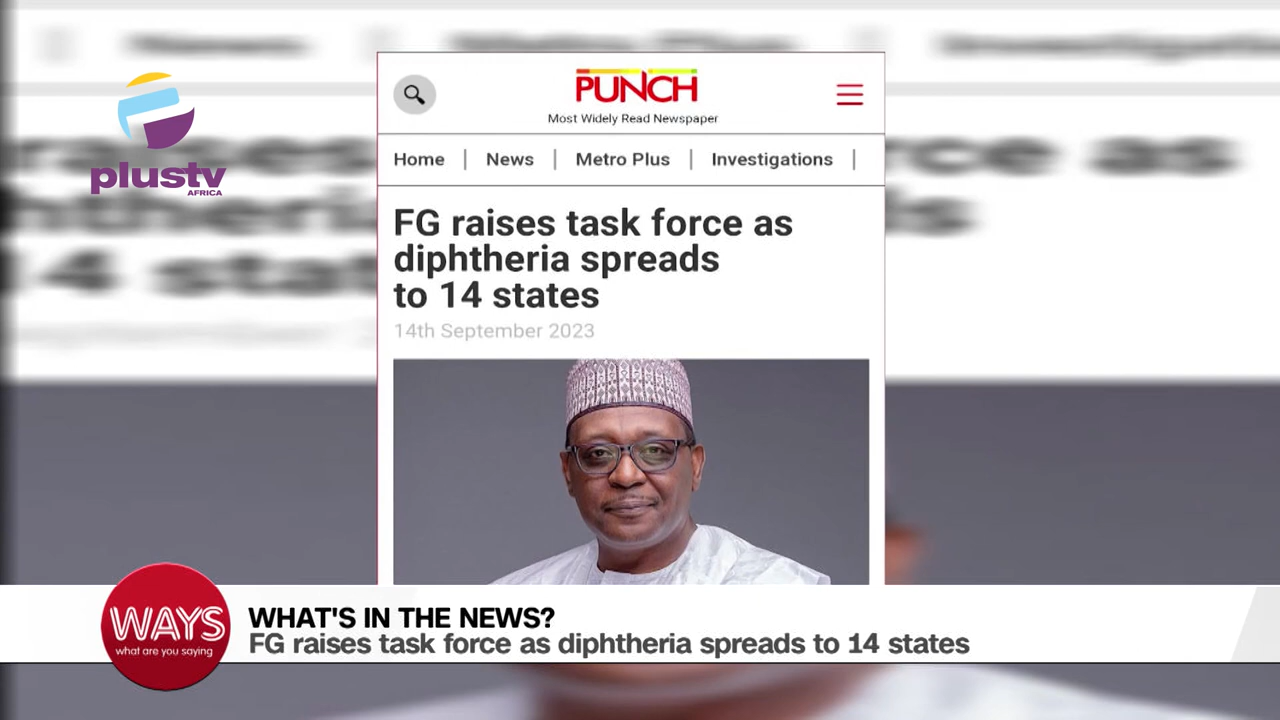 PUNCH
Most Widely Read Newspaper
Home | News | Metro Plus | Investigations |
plustv
AFRICA
FG raises task force as
diphtheria spreads
to 14 states
14th September 2023
WAYS
what are you saying
WHAT'S IN THE NEWS?
FG raises task force as diphtheria spreads to 14 states